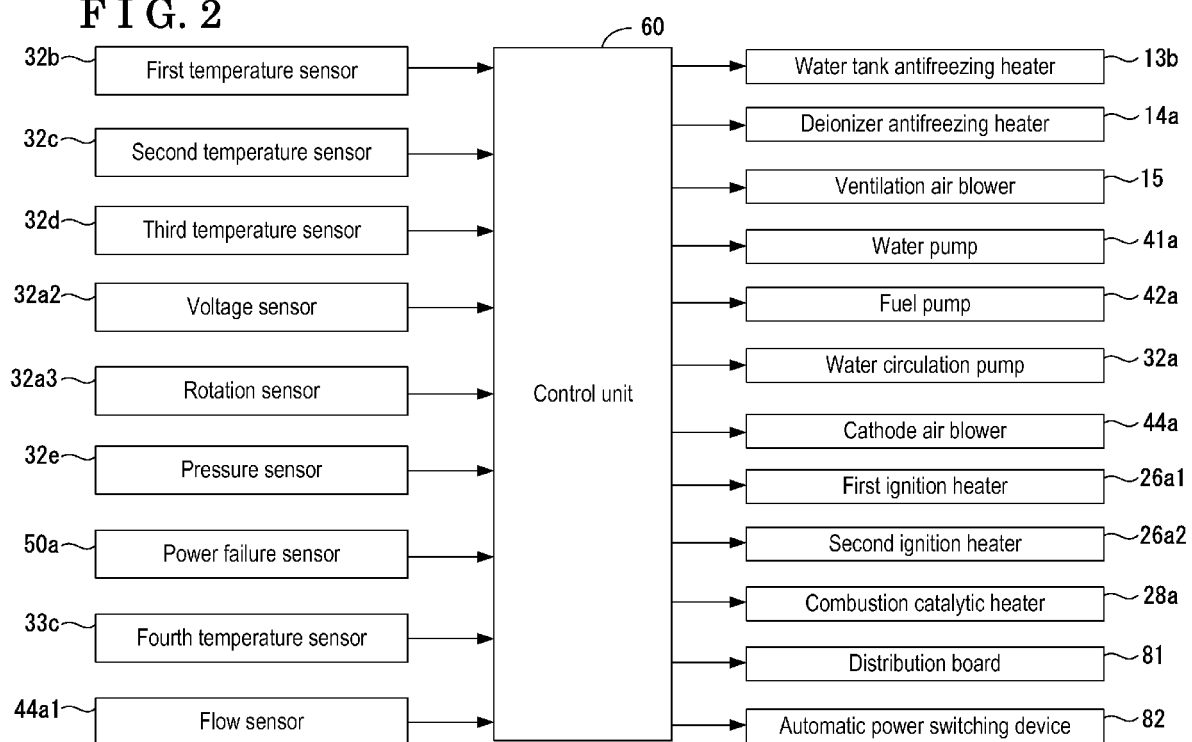 FIG. 2
60
32b
First temperature sensor
32c
Second temperature sensor
32d
Third temperature sensor
32a2
Voltage sensor
32a3
Rotation sensor
32e
Pressure sensor
50a
Power failure sensor
33c
Fourth temperature sensor
44a1
Flow sensor
Control unit
Water tank antifreezing heater
13b
Deionizer antifreezing heater
14a
Ventilation air blower
15
Water pump
41a
Fuel pump
42a
Water circulation pump
32a
Cathode air blower
44a
First ignition heater
26a1
Second ignition heater
26a2
Combustion catalytic heater
28a
Distribution board
81
Automatic power switching device
82